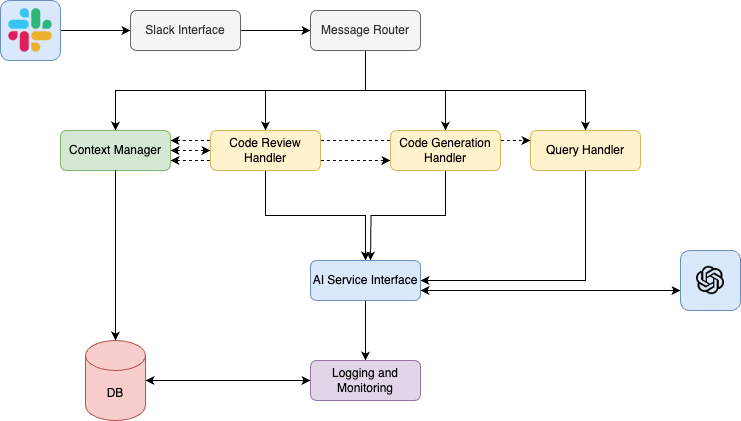 Slack Interface
Message Router
Context Manager
Code Review
Handler
Code Generation
Handler
Query Handler
AI Service Interface
DB
Logging and
Monitoring